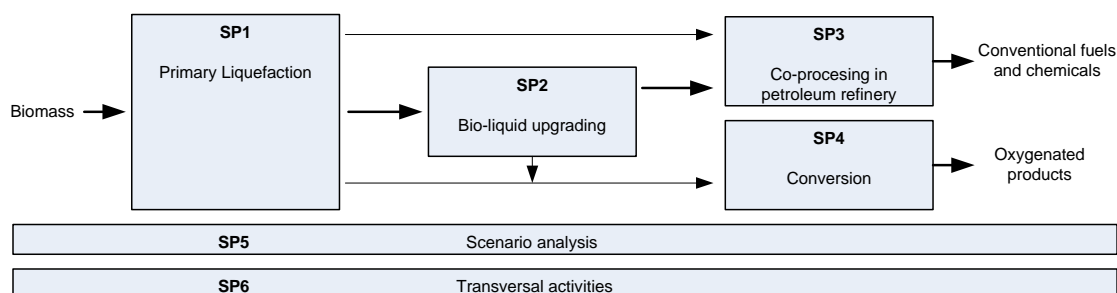 Biomass
SP1
Primary Liquefaction
SP2
Bio-liquid upgrading
SP3
Co-procesing in
petroleum refinery
Conventional fuels
and chemicals
SP4
Conversion
Oxygenated
products
SP5 Scenario analysis
SP6 Transversal activities